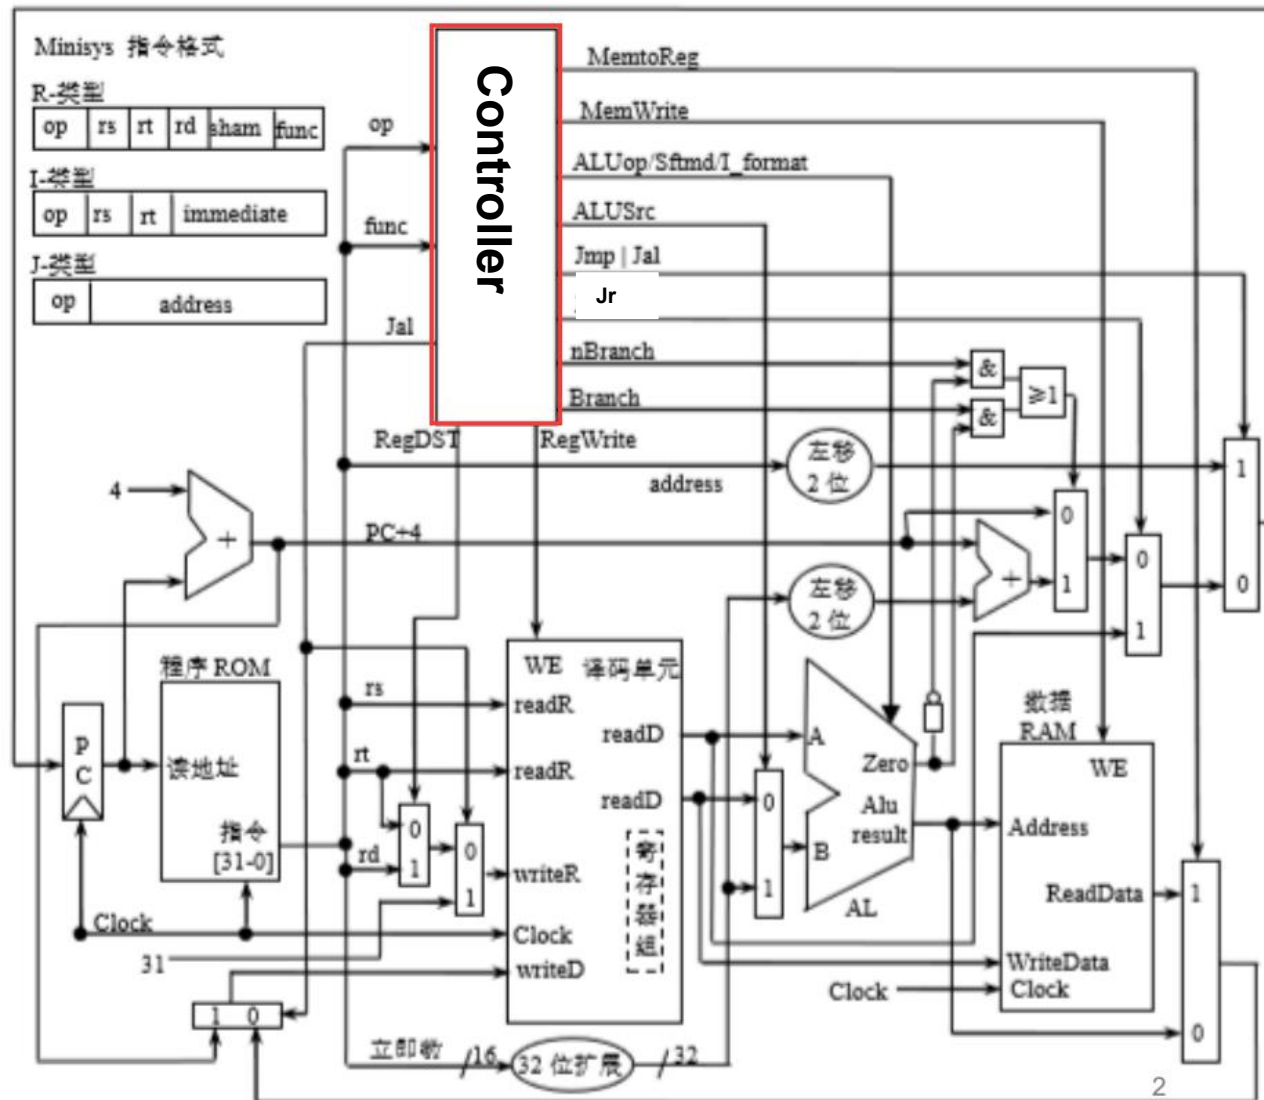 Minisys 指令格式
R-类型
op rs rt rd sham func
I-类型
op rs rt immediate
J-类型
op address
Controller
op
func
Jal
MemtoReg
MemWrite
ALUop/Sftmd/I_format
ALUSrc
Jmp | Jal
Jr
nBranch
Branch
RegDST
RegWrite
&
&
≥1
左移
2 位
address
1
0
4
+
PC+4
0
1
+
0
1
左移
2 位
程序 ROM
读地址
指令
[31-0]
P
C
Clock
31
1 0
rs
rt
rd
0
1
0
1
WE 译码单元
readR
readD
readR
readD
writeR
Clock
writeD
寄
存
器
组
立即数
/16
32 位扩展
/ 32
0
1
A
B
Zero
Alu
result
AL
数据
RAM
WE
Address
ReadData
WriteData
Clock
Clock
1
0
2